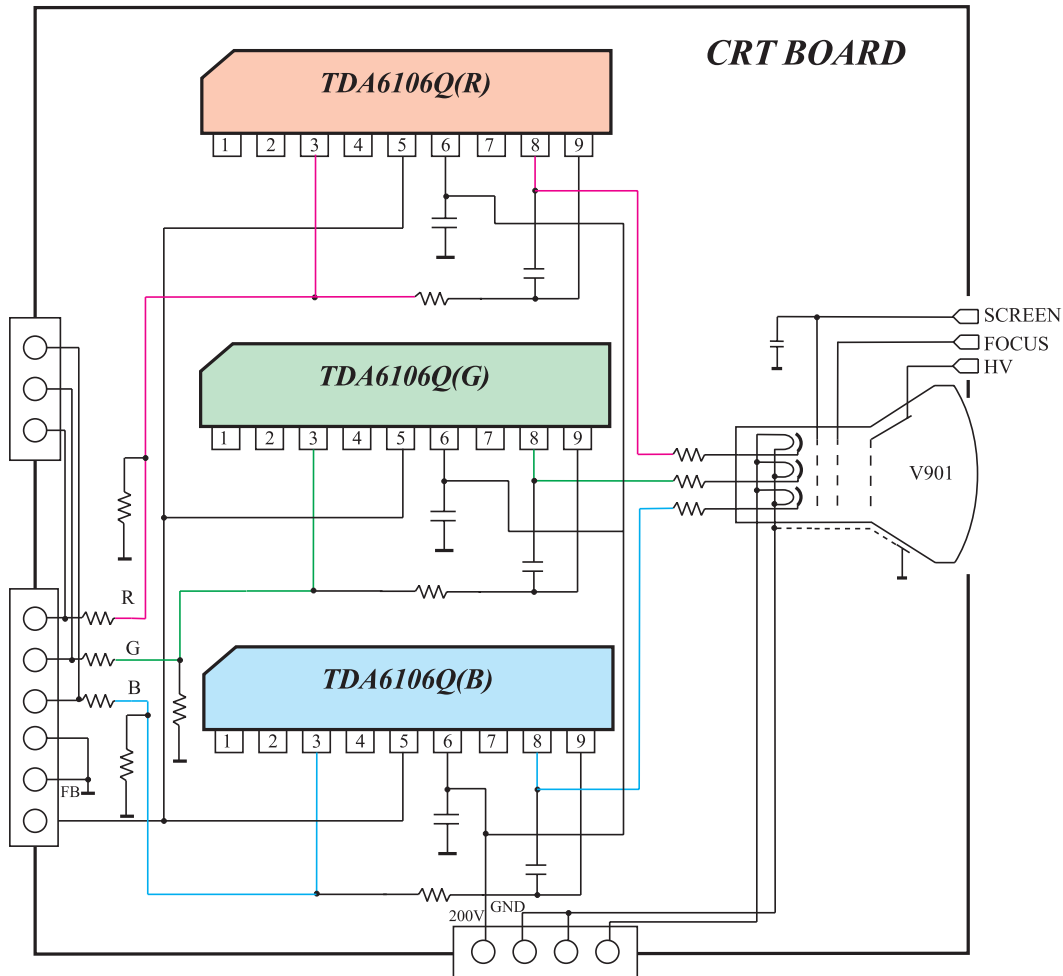 CRT BOARD
TDA6106Q(R)
1 2 3 4 5 6 7 8 9
SCREEN
FOCUS
HV
TDA6106Q(G)
1 2 3 4 5 6 7 8 9
V901
R
G
B
TDA6106Q(B)
1 2 3 4 5 6 7 8 9
FB
200V GND